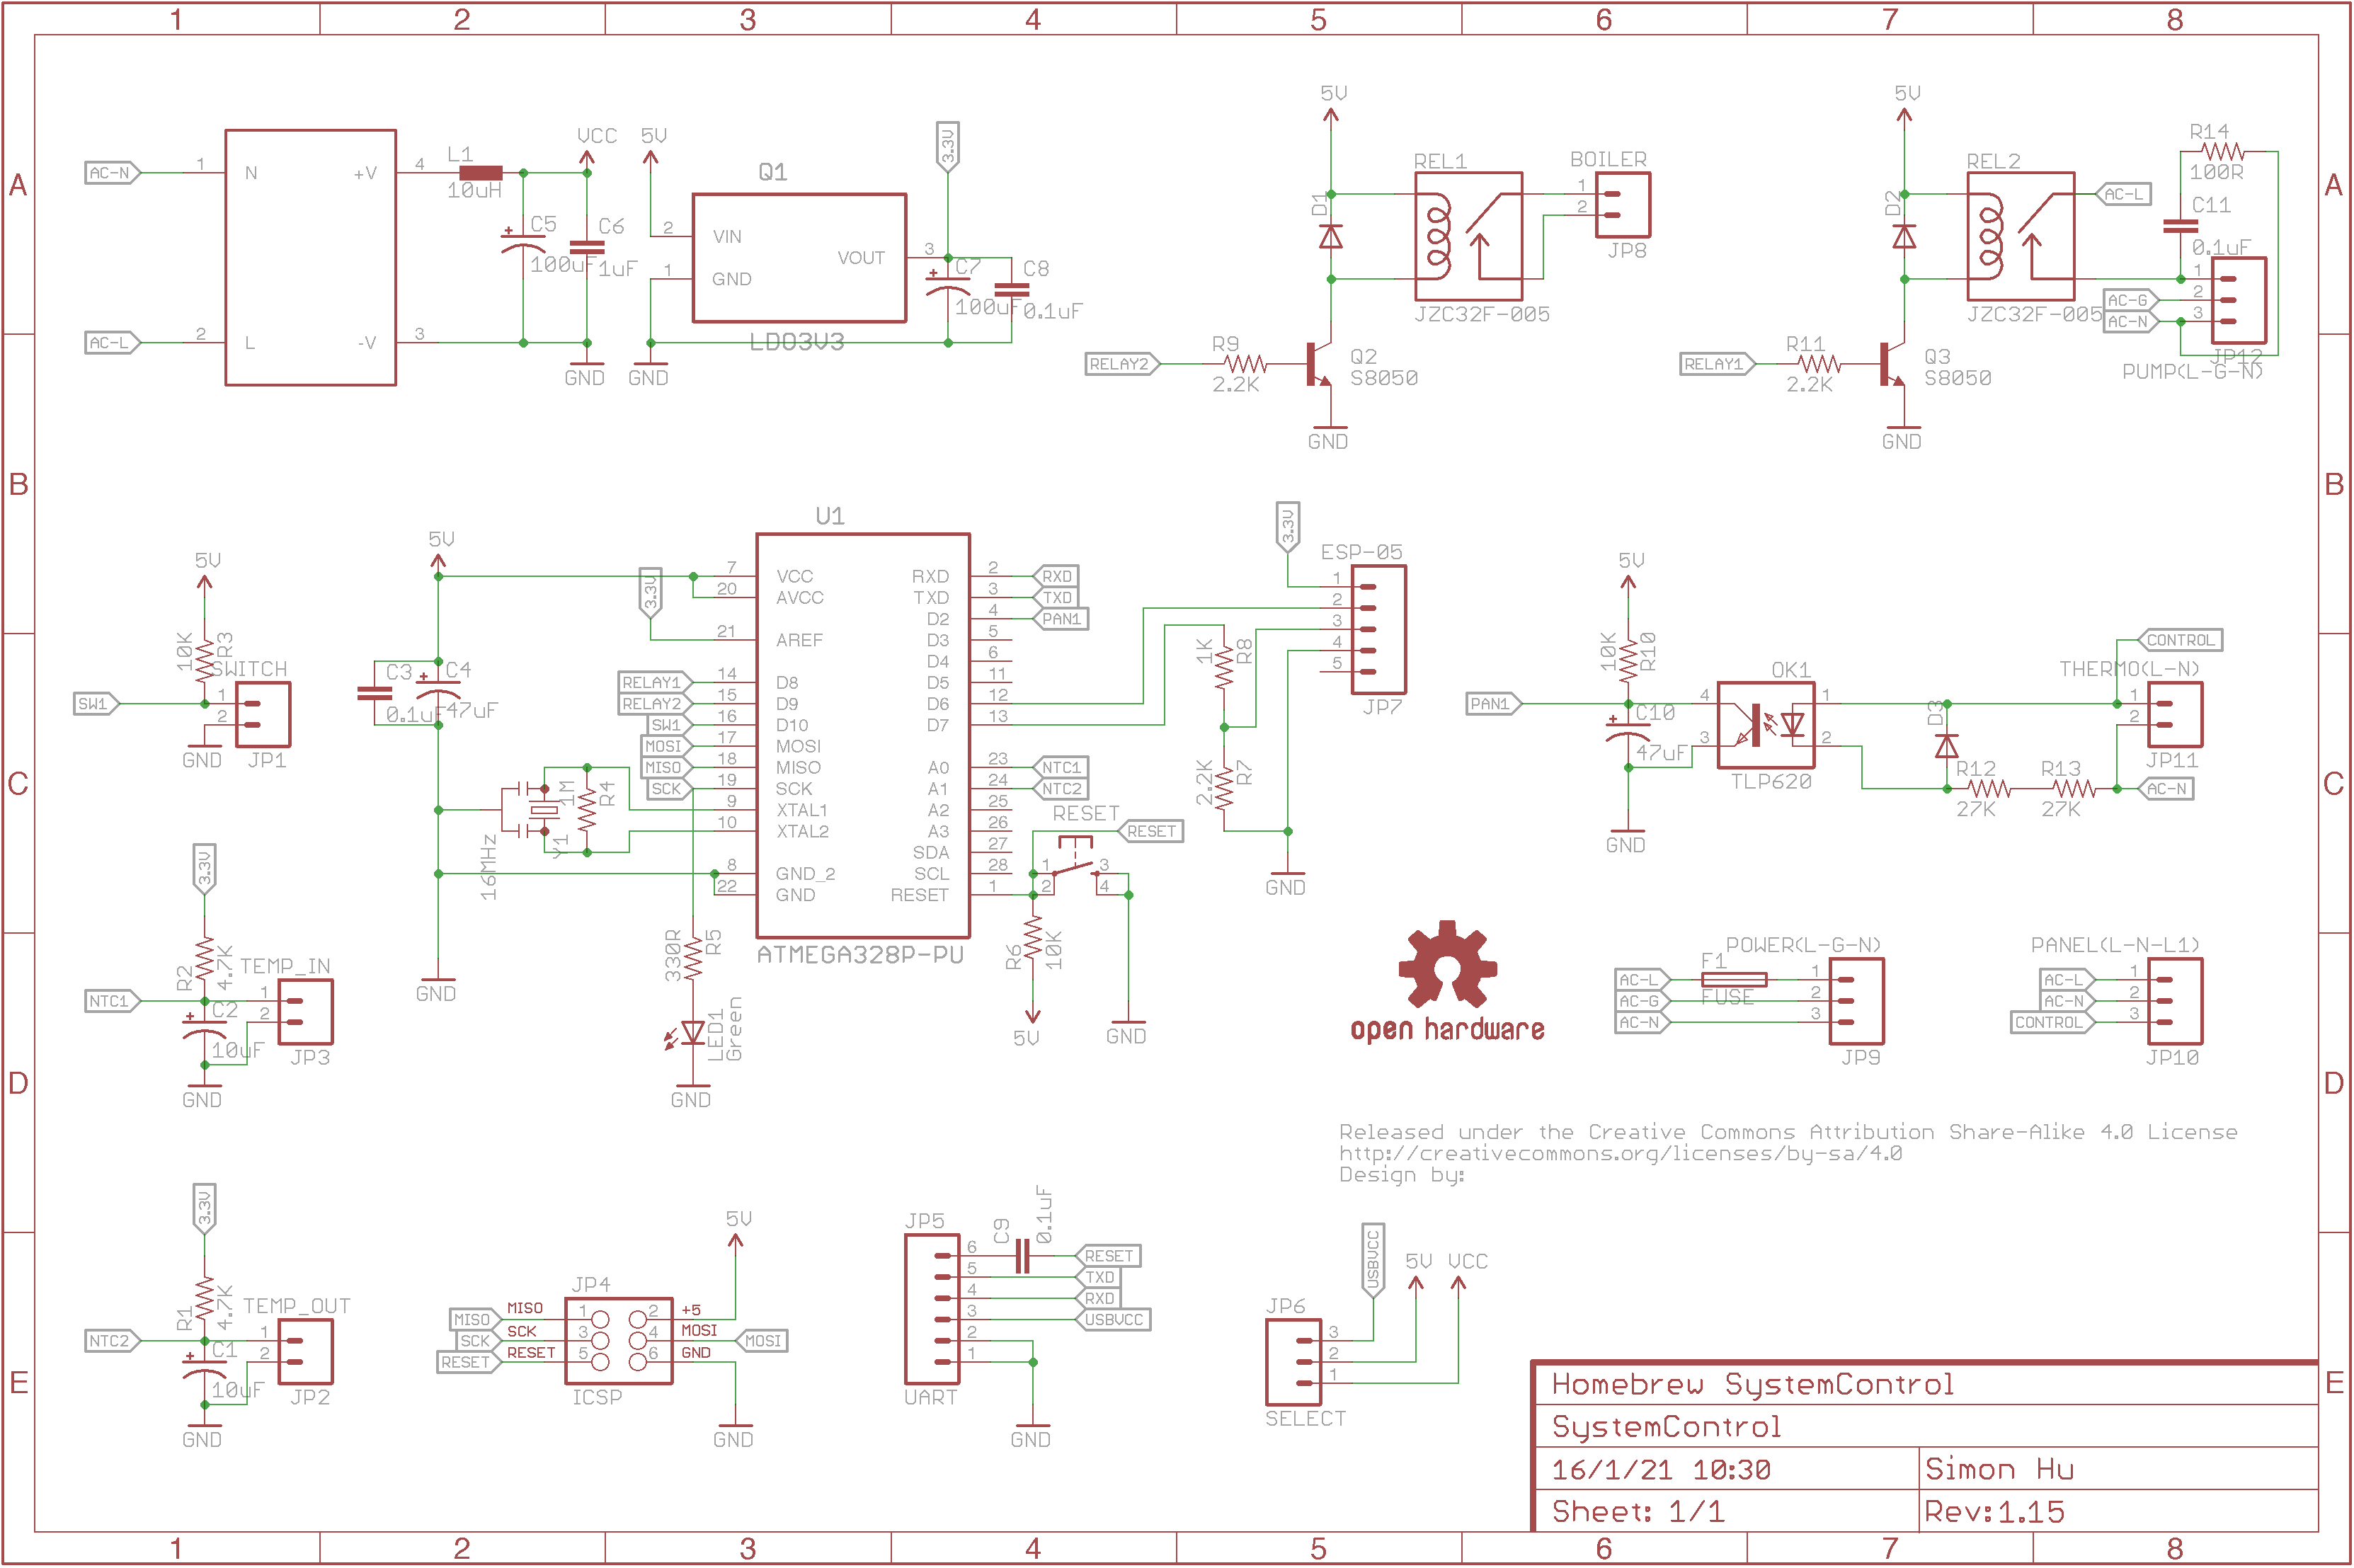 1 2 3 4 5 6 7 8
A
A
B
B
C
C
D
D
E
E
AC-N
1
N
+V
4
L1
10uH
VCC
C5
100uF
C6
1uF
AC-L
2
L
-V
3
GND
5V
Q1
2
VIN
1
GND
VOUT
3
LDO3V3
GND
3.3V
C7
100uF
C8
0.1uF
5V
D1
REL1
JZC32F-005
BOILER
1
2
JP8
RELAY2
R9
2.2K
Q2
S8050
GND
5V
D2
REL2
JZC32F-005
AC-L
R14
100R
C11
0.1uF
AC-G
AC-N
1
2
3
JP12
PUMP(L-G-N)
RELAY1
R11
2.2K
Q3
S8050
GND
5V
10K
R3
SWITCH
SW1
1
2
GND
JP1
5V
C3
0.1uF
C4
47uF
16MHz
Y1
1M
R4
GND
3.3V
U1
7
VCC
20
AVCC
21
AREF
RELAY1
14
D8
RELAY2
15
D9
SW1
16
D10
MOSI
17
MOSI
MISO
18
MISO
SCK
19
SCK
9
XTAL1
10
XTAL2
8
GND_2
22
GND
RXD
2
RXD
TXD
3
TXD
D2
4
PAN1
D3
5
D4
6
D5
11
D6
12
D7
13
A0
23
NTC1
A1
24
NTC2
A2
25
A3
26
SDA
27
SCL
28
RESET
1
ATMEGA328P-PU
RESET
RESET
1
2
3
4
R6
10K
5V
GND
330R
R5
LED1
Green
GND
3.3V
ESP-05
1
2
3
4
5
JP7
1K
R8
2.2K
R7
GND
5V
10K
R10
PAN1
C10
47uF
GND
OK1
4
3
1
2
TLP620
D3
R12
27K
R13
27K
CONTROL
THERMO(L-N)
1
2
JP11
AC-N
3.3V
R2
4.7K
TEMP_IN
NTC1
1
2
C2
10uF
JP3
GND
open hardware
POWER(L-G-N)
AC-L
F1
FUSE
1
AC-G
2
AC-N
3
JP9
PANEL(L-N-L1)
AC-L
1
AC-N
2
CONTROL
3
JP10
Released under the Creative Commons Attribution Share-Alike 4.0 License
http://creativecommons.org/licenses/by-sa/4.0
Design by:
3.3V
R1
4.7K
TEMP_OUT
NTC2
1
2
C1
10uF
JP2
GND
JP4
MISO
MISO
1
2
+5
SCK
SCK
3
4
MOSI
MOSI
RESET
RESET
5
6
GND
ICSP
5V
GND
JP5
6
C9
0.1uF
RESET
5
TXD
4
RXD
3
USBVCC
2
1
UART
GND
USBVCC
5V VCC
JP6
3
2
1
SELECT
Homebrew SystemControl
SystemControl
16/1/21 10:30
Simon Hu
Sheet: 1/1
Rev:1.15
1 2 3 4 5 6 7 8